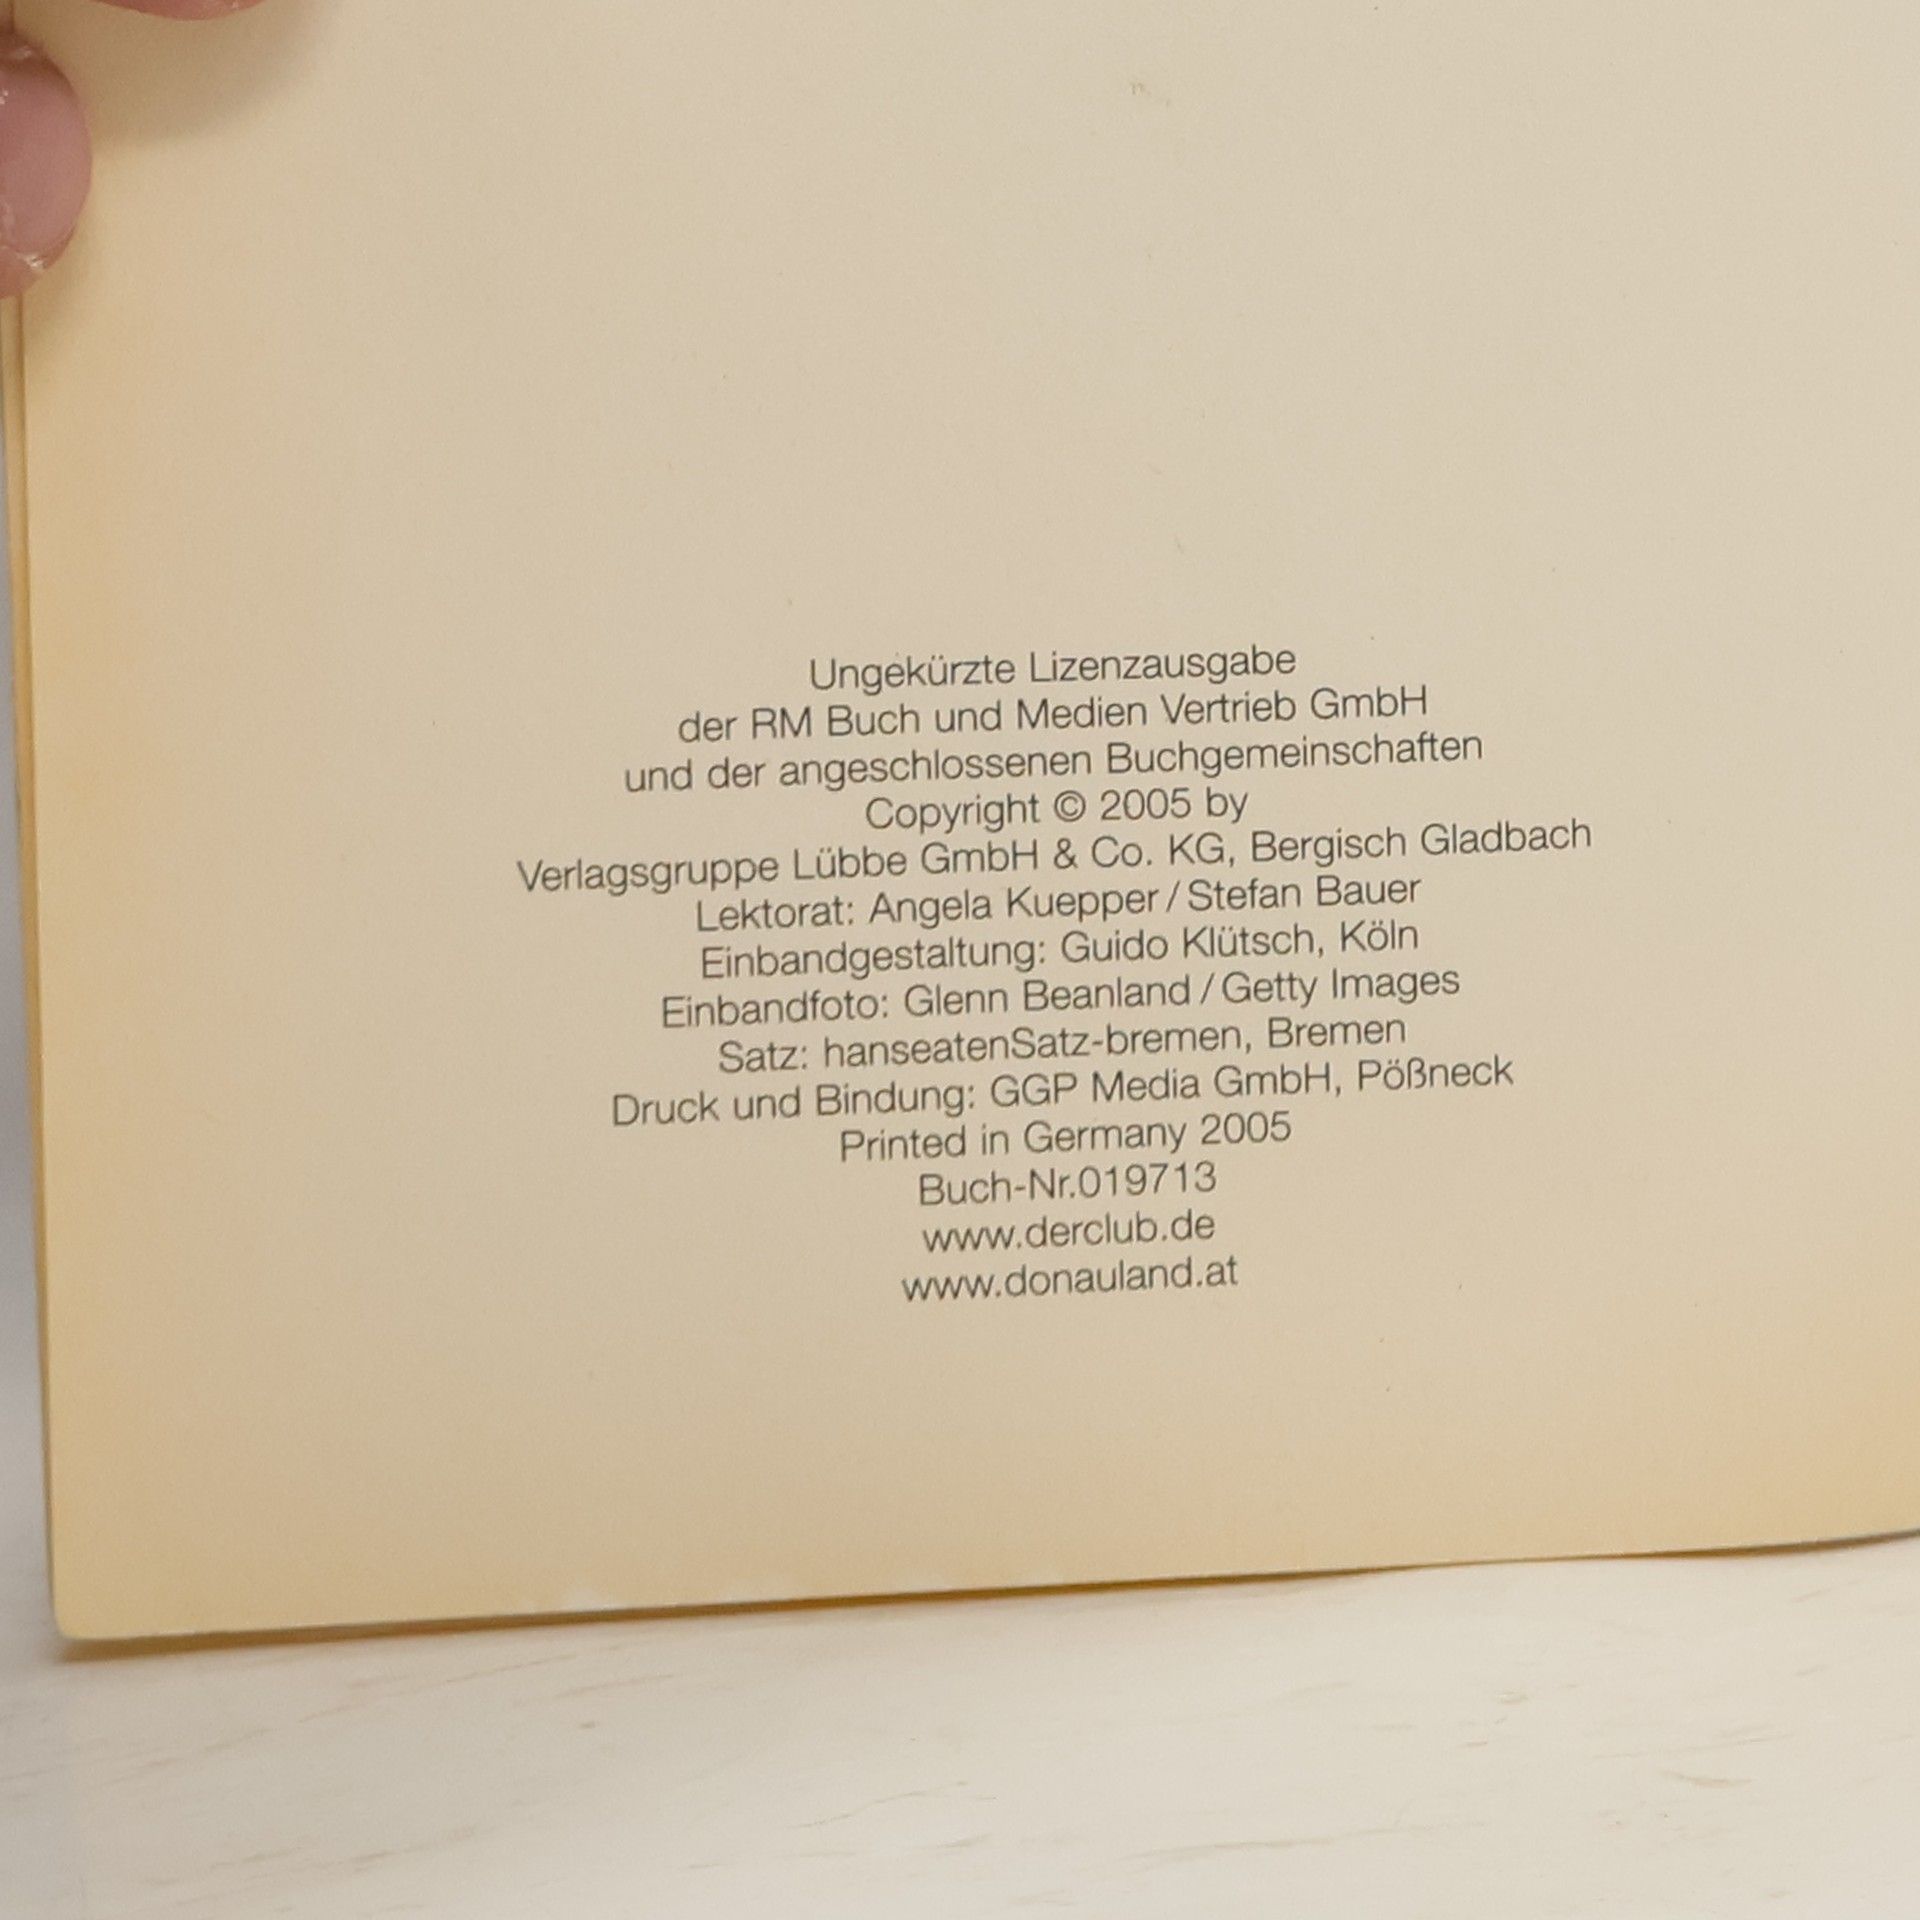 Ungekürzte Lizenzausgabe
der RM Buch und Medien Vertrieb GmbH
und der angeschlossenen Buchgemeinschaften
Copyright © 2005 by
Verlagsgruppe Lübbe GmbH & Co. KG, Bergisch Gladbach
Lektorat: Angela Kuepper / Stefan Bauer
Einbandgestaltung: Guido Klütsch, Köln
Einbandfoto: Glenn Beanland / Getty Images
Satz: hanseatenSatz-bremen, Bremen
Druck und Bindung: GGP Media GmbH, Pößneck
Printed in Germany 2005
Buch-Nr.019713
www.derclub.de
www.donauland.at